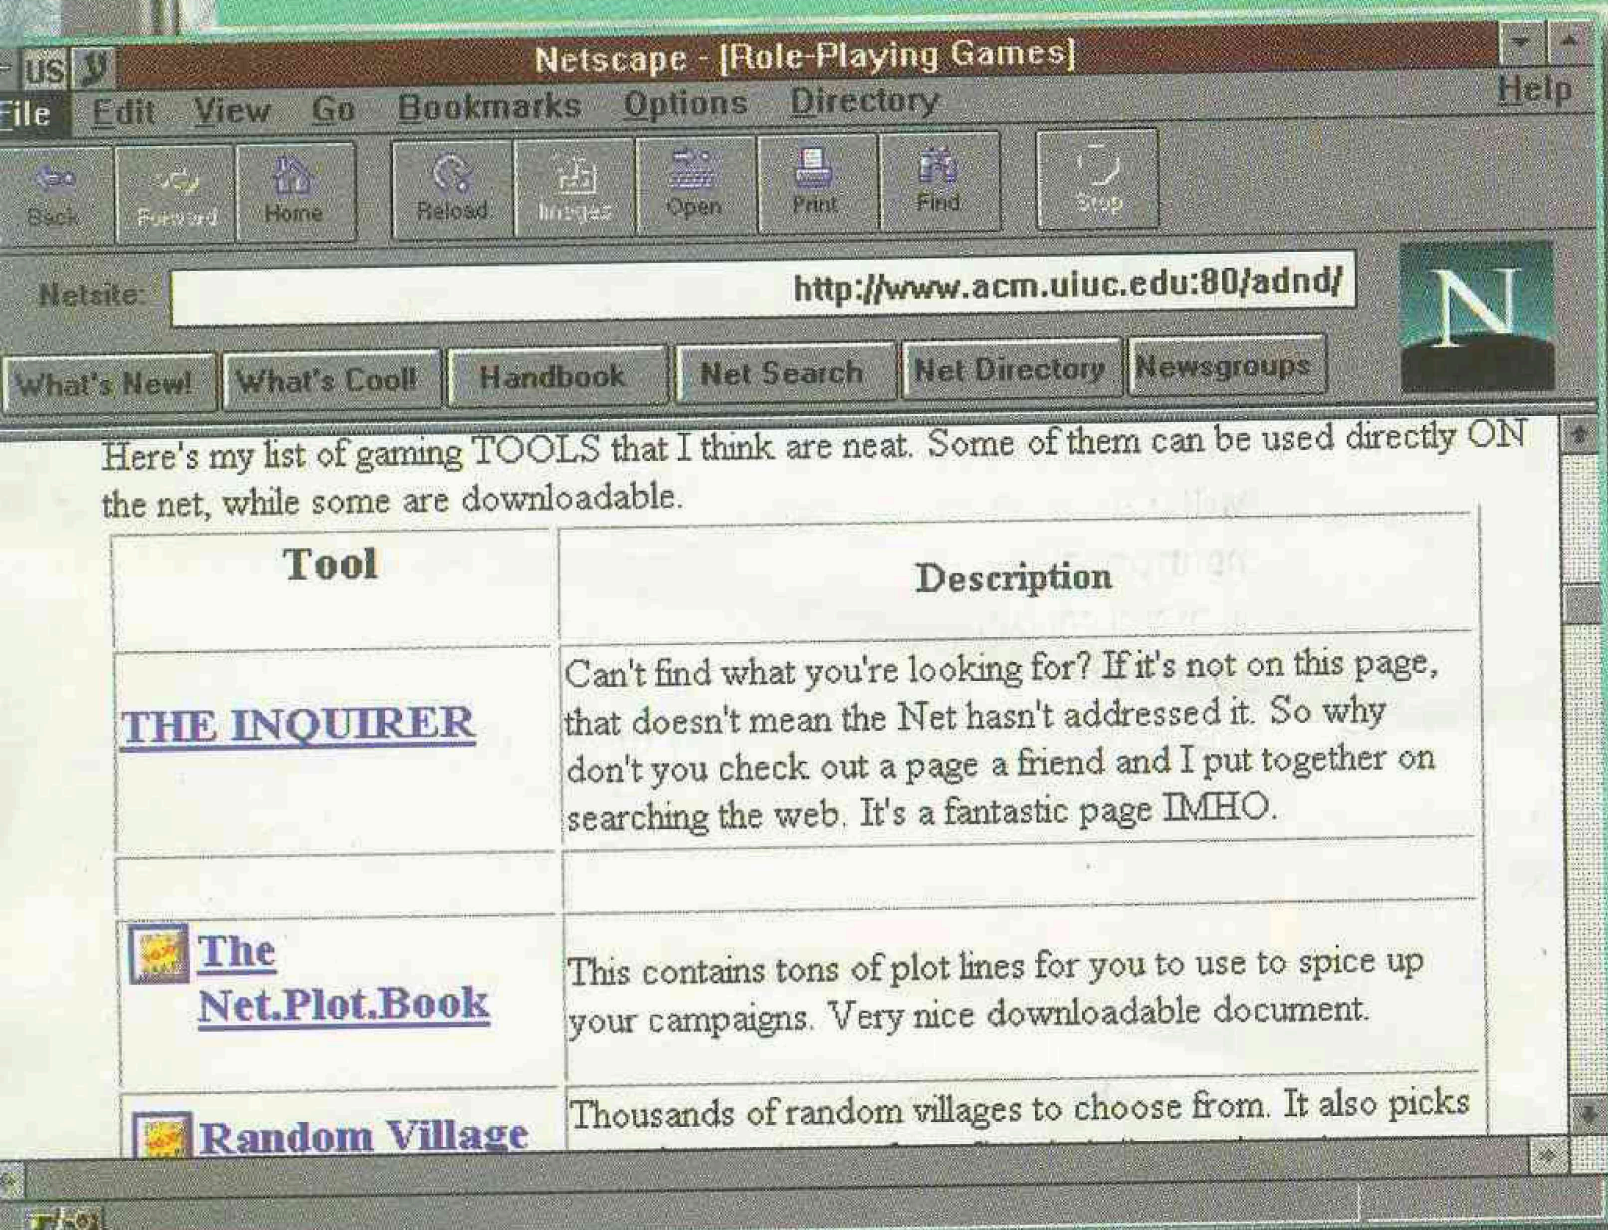 Netscape - [Role-Playing Games]
US
File Edit View Go Bookmarks Options Directory Help
Back Forward Home Reload Images Open Print Find Stop
Netsite: http://www.acm.uiuc.edu:80/adnd/
N
What's New! What's Cool! Handbook Net Search Net Directory Newsgroups
Here's my list of gaming TOOLS that I think are neat. Some of them can be used directly ON
the net, while some are downloadable.
Tool
Description
THE INQUIRER
Can't find what you're looking for? If it's not on this page,
that doesn't mean the Net hasn't addressed it. So why
don't you check out a page a friend and I put together on
searching the web. It's a fantastic page IMHO.
The
Net.Plot.Book
This contains tons of plot lines for you to use to spice up
your campaigns. Very nice downloadable document.
Random Village
Thousands of random villages to choose from. It also picks